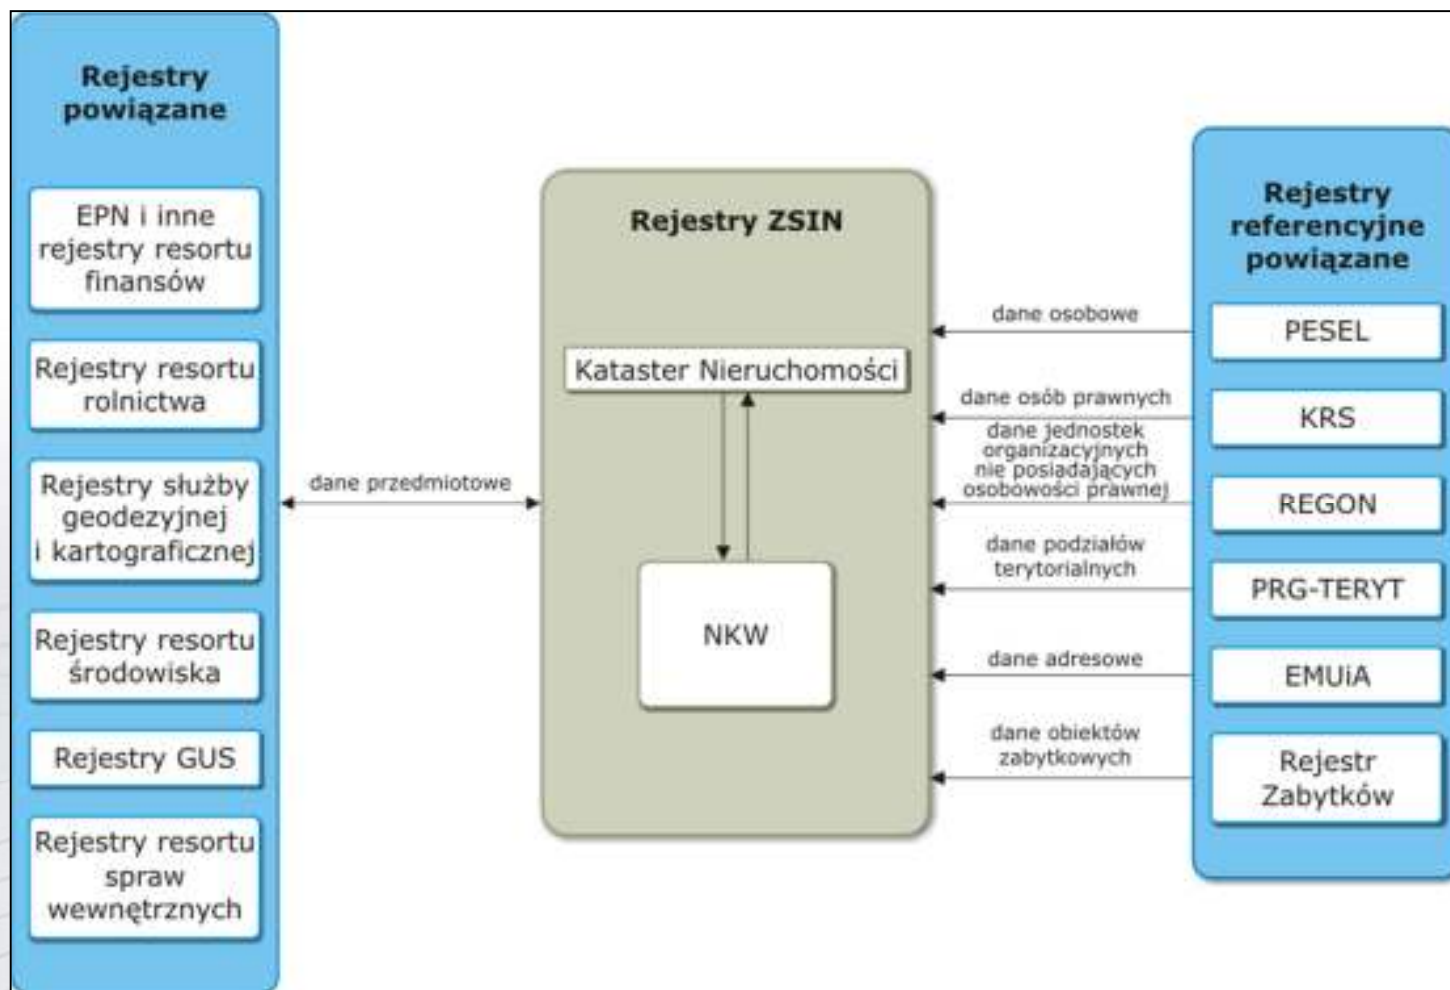 Rejestry
powiązane
EPN i inne
rejestry resortu
finansów
Rejestry resortu
rolnictwa
Rejestry służby
geodezyjnej
i kartograficznej
Rejestry resortu
środowiska
Rejestry GUS
Rejestry resortu
spraw
wewnętrznych
dane przedmiotowe
Rejestry ZSIN
Kataster Nieruchomości
NKW
dane osobowe
dane osób prawnych
dane jednostek
organizacyjnych
nie posiadających
osobowości prawnej
dane podziałów
terytorialnych
dane adresowe
dane obiektów
zabytkowych
Rejestry
referencyjne
powiązane
PESEL
KRS
REGON
PRG-TERYT
EMUiA
Rejestr
Zabytków